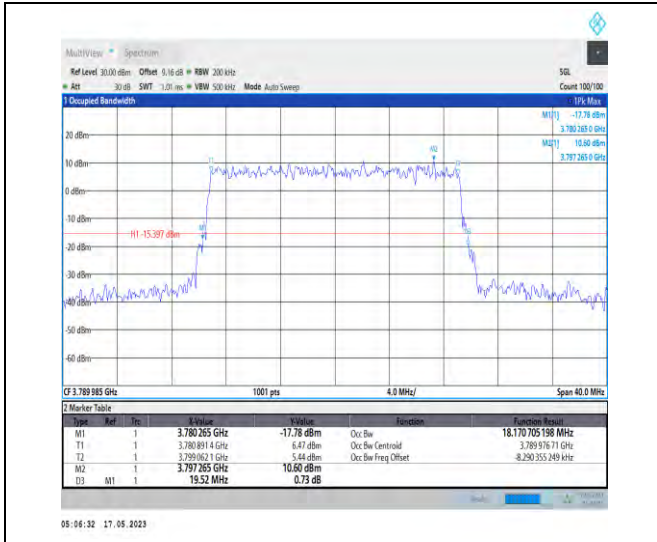 MultiView Spectrum
Ref Level 30.00 dBm Offset 9.16 dB RBW 200 kHz SGL
Att 30 dB SWT 1.01 ms VBW 500 kHz Mode Auto Sweep Count 100/100
1 Occupied Bandwidth 1Pk Max
M1[1] -17.78 dBm
3.780 265 0 GHz
M2[1] 10.60 dBm
3.797 265 0 GHz
20 dBm
M2
T1
10 dBm
0 dBm
-10 dBm
H1 -15.397 dBm
M1
-20 dBm
-30 dBm
-40 dBm
-50 dBm
-60 dBm
CF 3.789 985 GHz 1001 pts 4.0 MHz/ Span 40.0 MHz
2 Marker Table
Type Ref Trc X-Value Y-Value Function Function Result
M1 1 3.780 265 GHz -17.78 dBm Occ Bw 18.170 705 198 MHz
T1 1 3.780 891 4 GHz 6.47 dBm Occ Bw Centroid 3.789 976 71 GHz
T2 1 3.799 062 1 GHz 5.44 dBm Occ Bw Freq Offset -8.290 355 249 kHz
M2 1 3.797 265 GHz 10.60 dBm
D3 M1 1 19.52 MHz 0.73 dB
05:06:32 17.05.2023